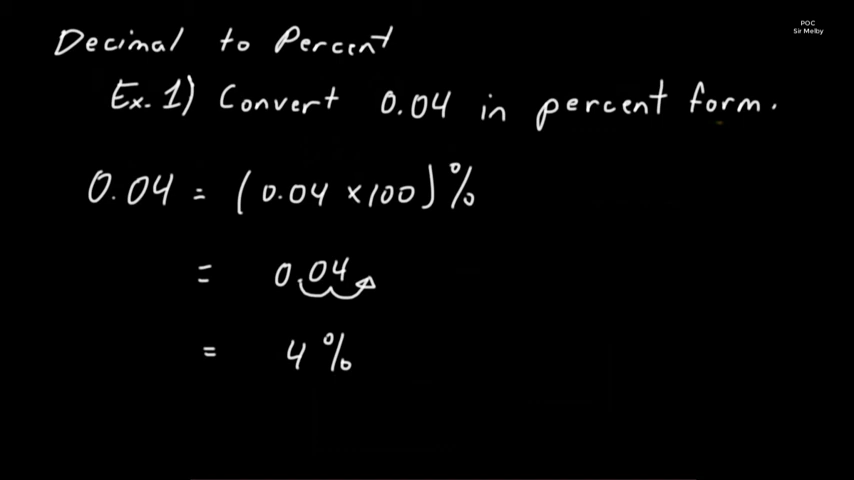 POC
Sir Melby
Decimal to Percent
Ex. 1) Convert 0.04 in percent form.
0.04 = (0.04 ×100)%
= 0.04
= 4%